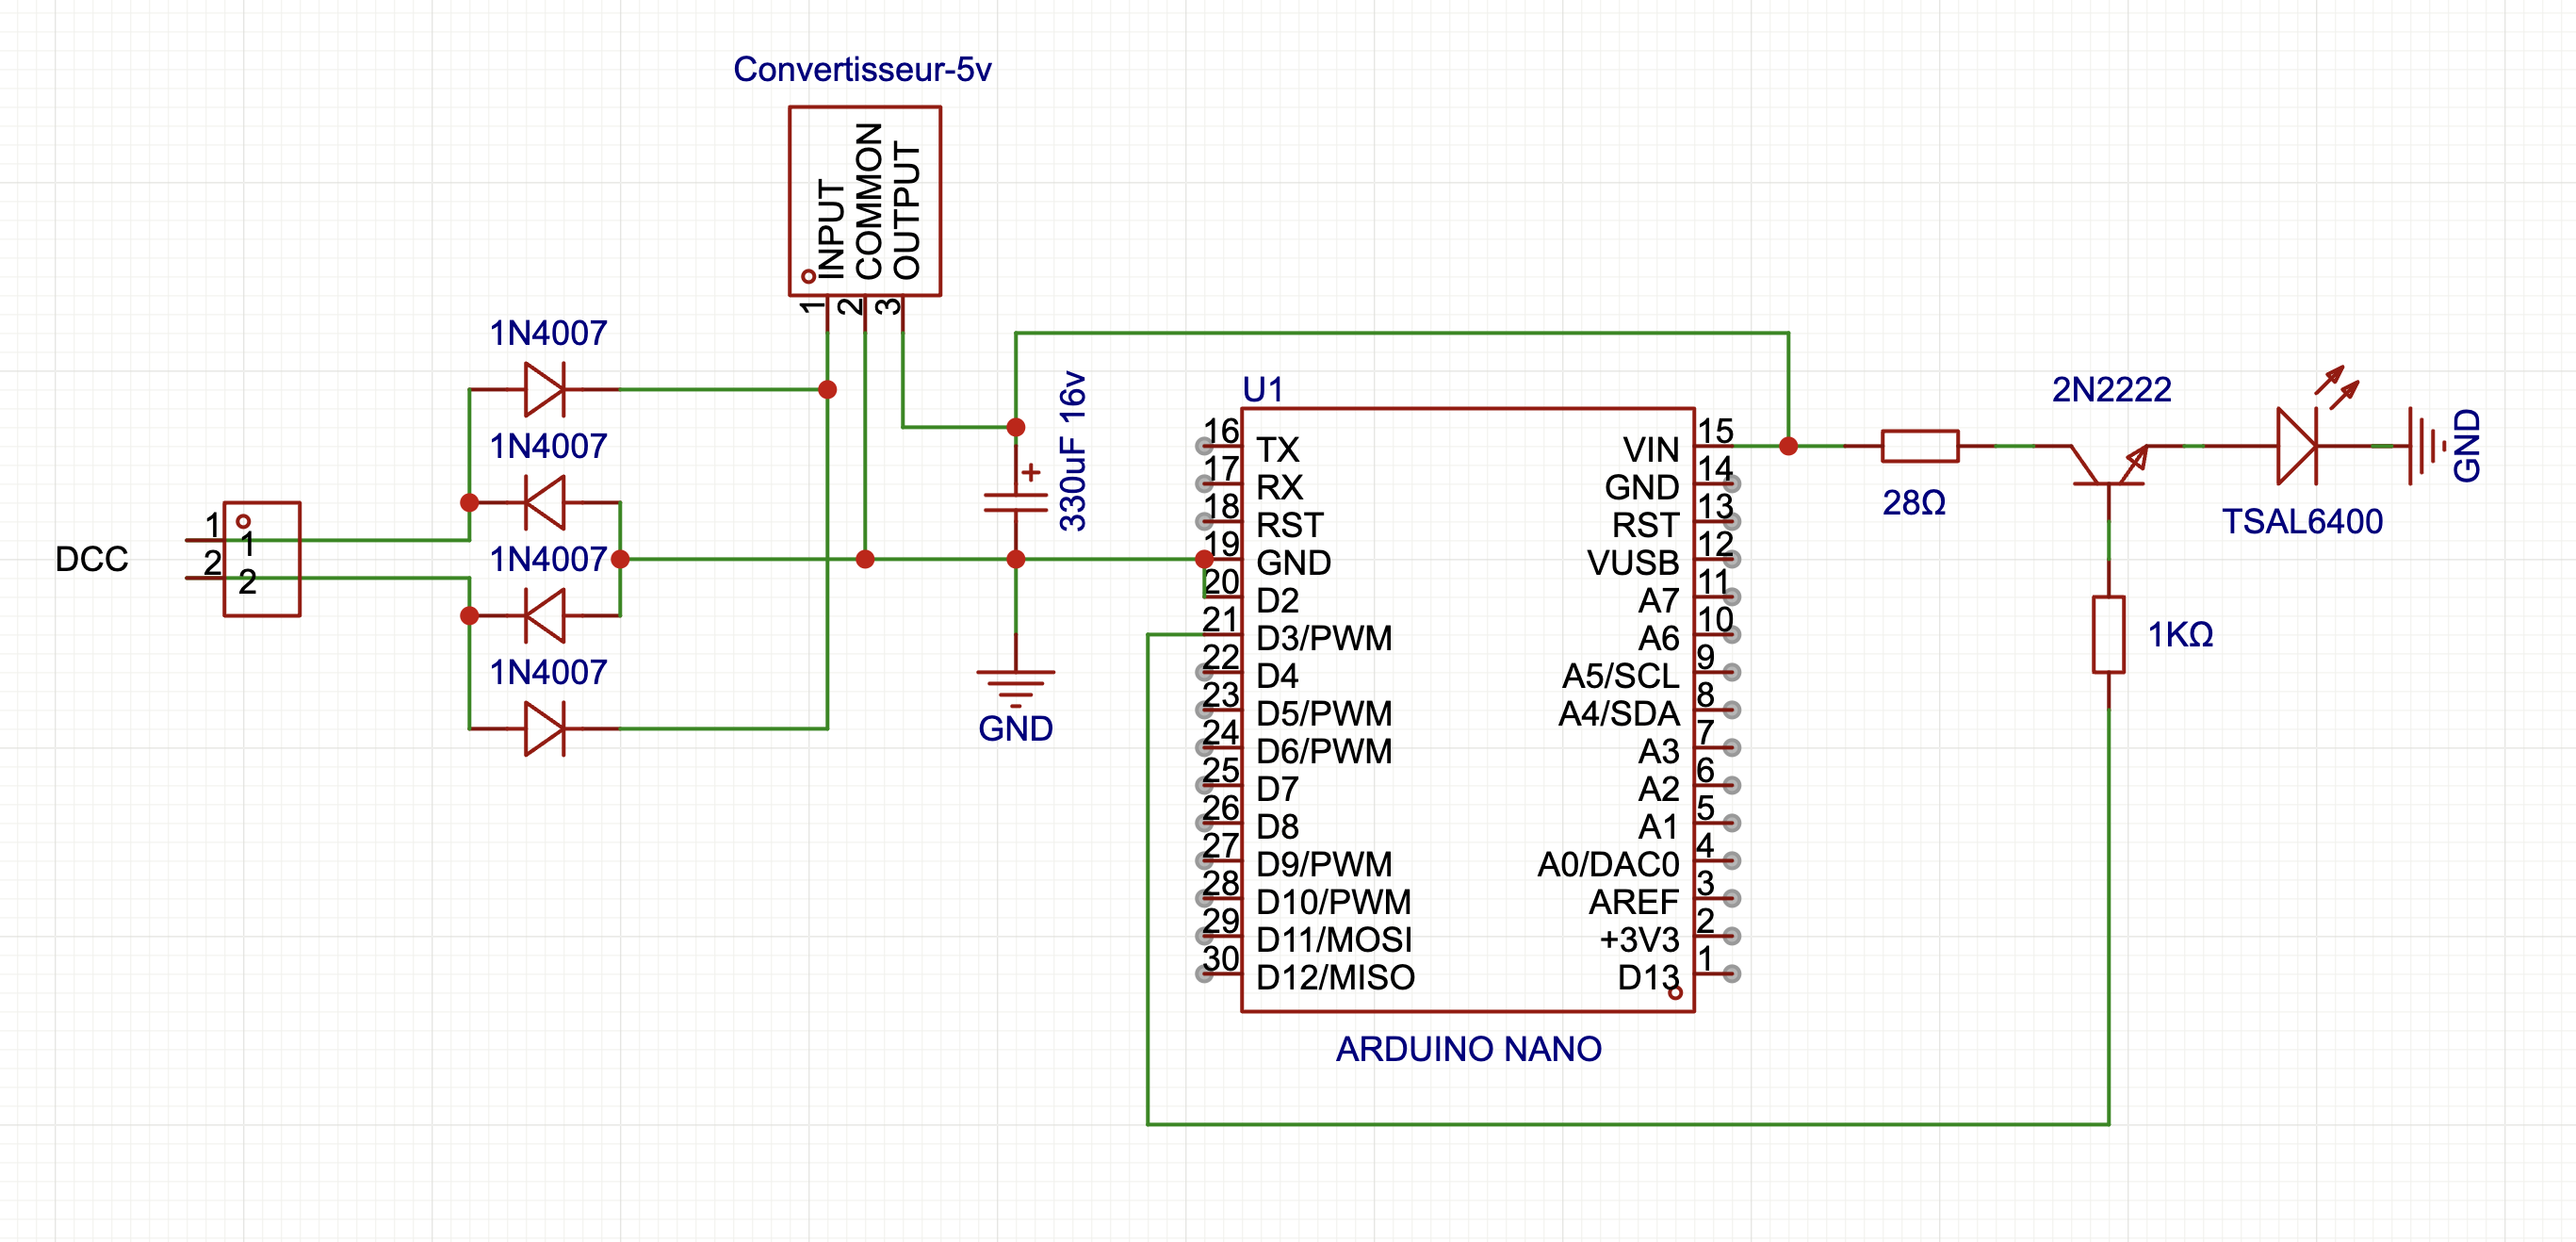 Convertisseur-5v
INPUT
COMMON
OUTPUT
1
2
3
1N4007
1N4007
1N4007
1N4007
DCC
1
2
1
2
330uF 16v
+
GND
U1
16 TX
17 RX
18 RST
19 GND
20 D2
21 D3/PWM
22 D4
23 D5/PWM
24 D6/PWM
25 D7
26 D8
27 D9/PWM
28 D10/PWM
29 D11/MOSI
30 D12/MISO
VIN 15
GND 14
RST 13
VUSB 12
A7 11
A6 10
A5/SCL 9
A4/SDA 8
A3 7
A2 6
A1 5
A0/DAC0 4
AREF 3
+3V3 2
D13 1
ARDUINO NANO
28Ω
2N2222
TSAL6400
GND
1KΩ